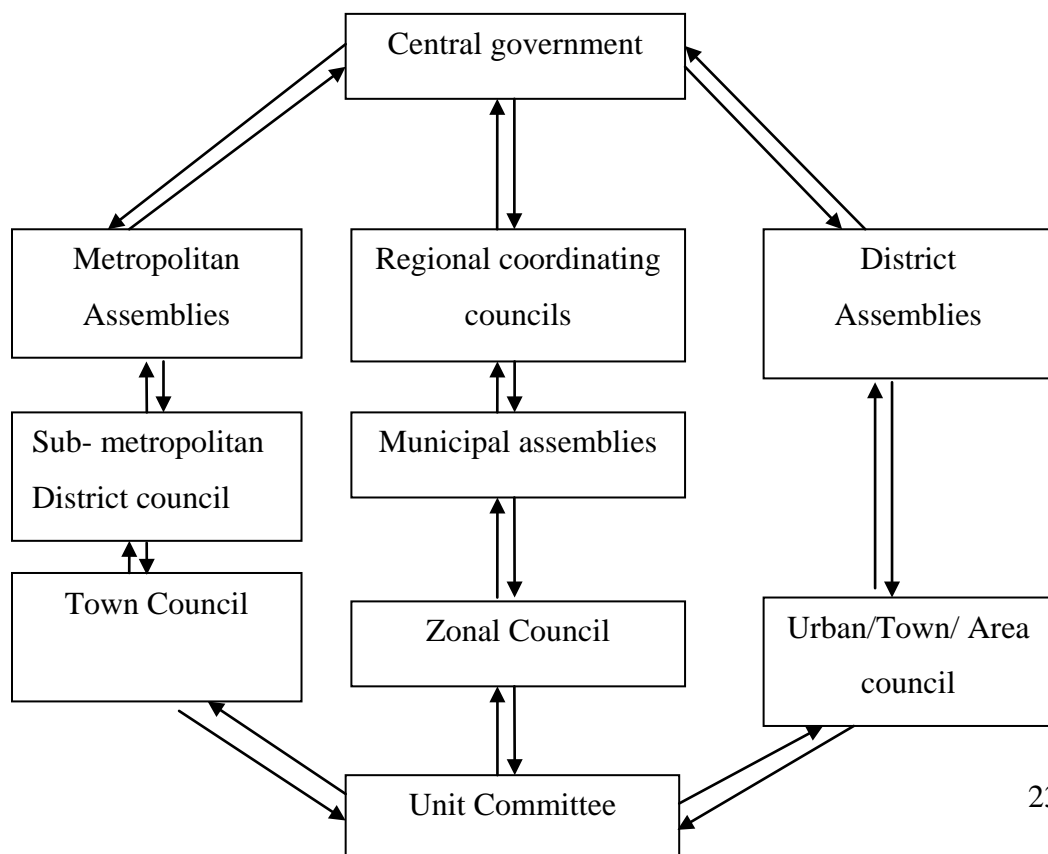 Central government
Metropolitan
Assemblies
Regional coordinating
councils
District
Assemblies
Sub- metropolitan
District council
Municipal assemblies
Town Council
Zonal Council
Urban/Town/ Area
council
Unit Committee